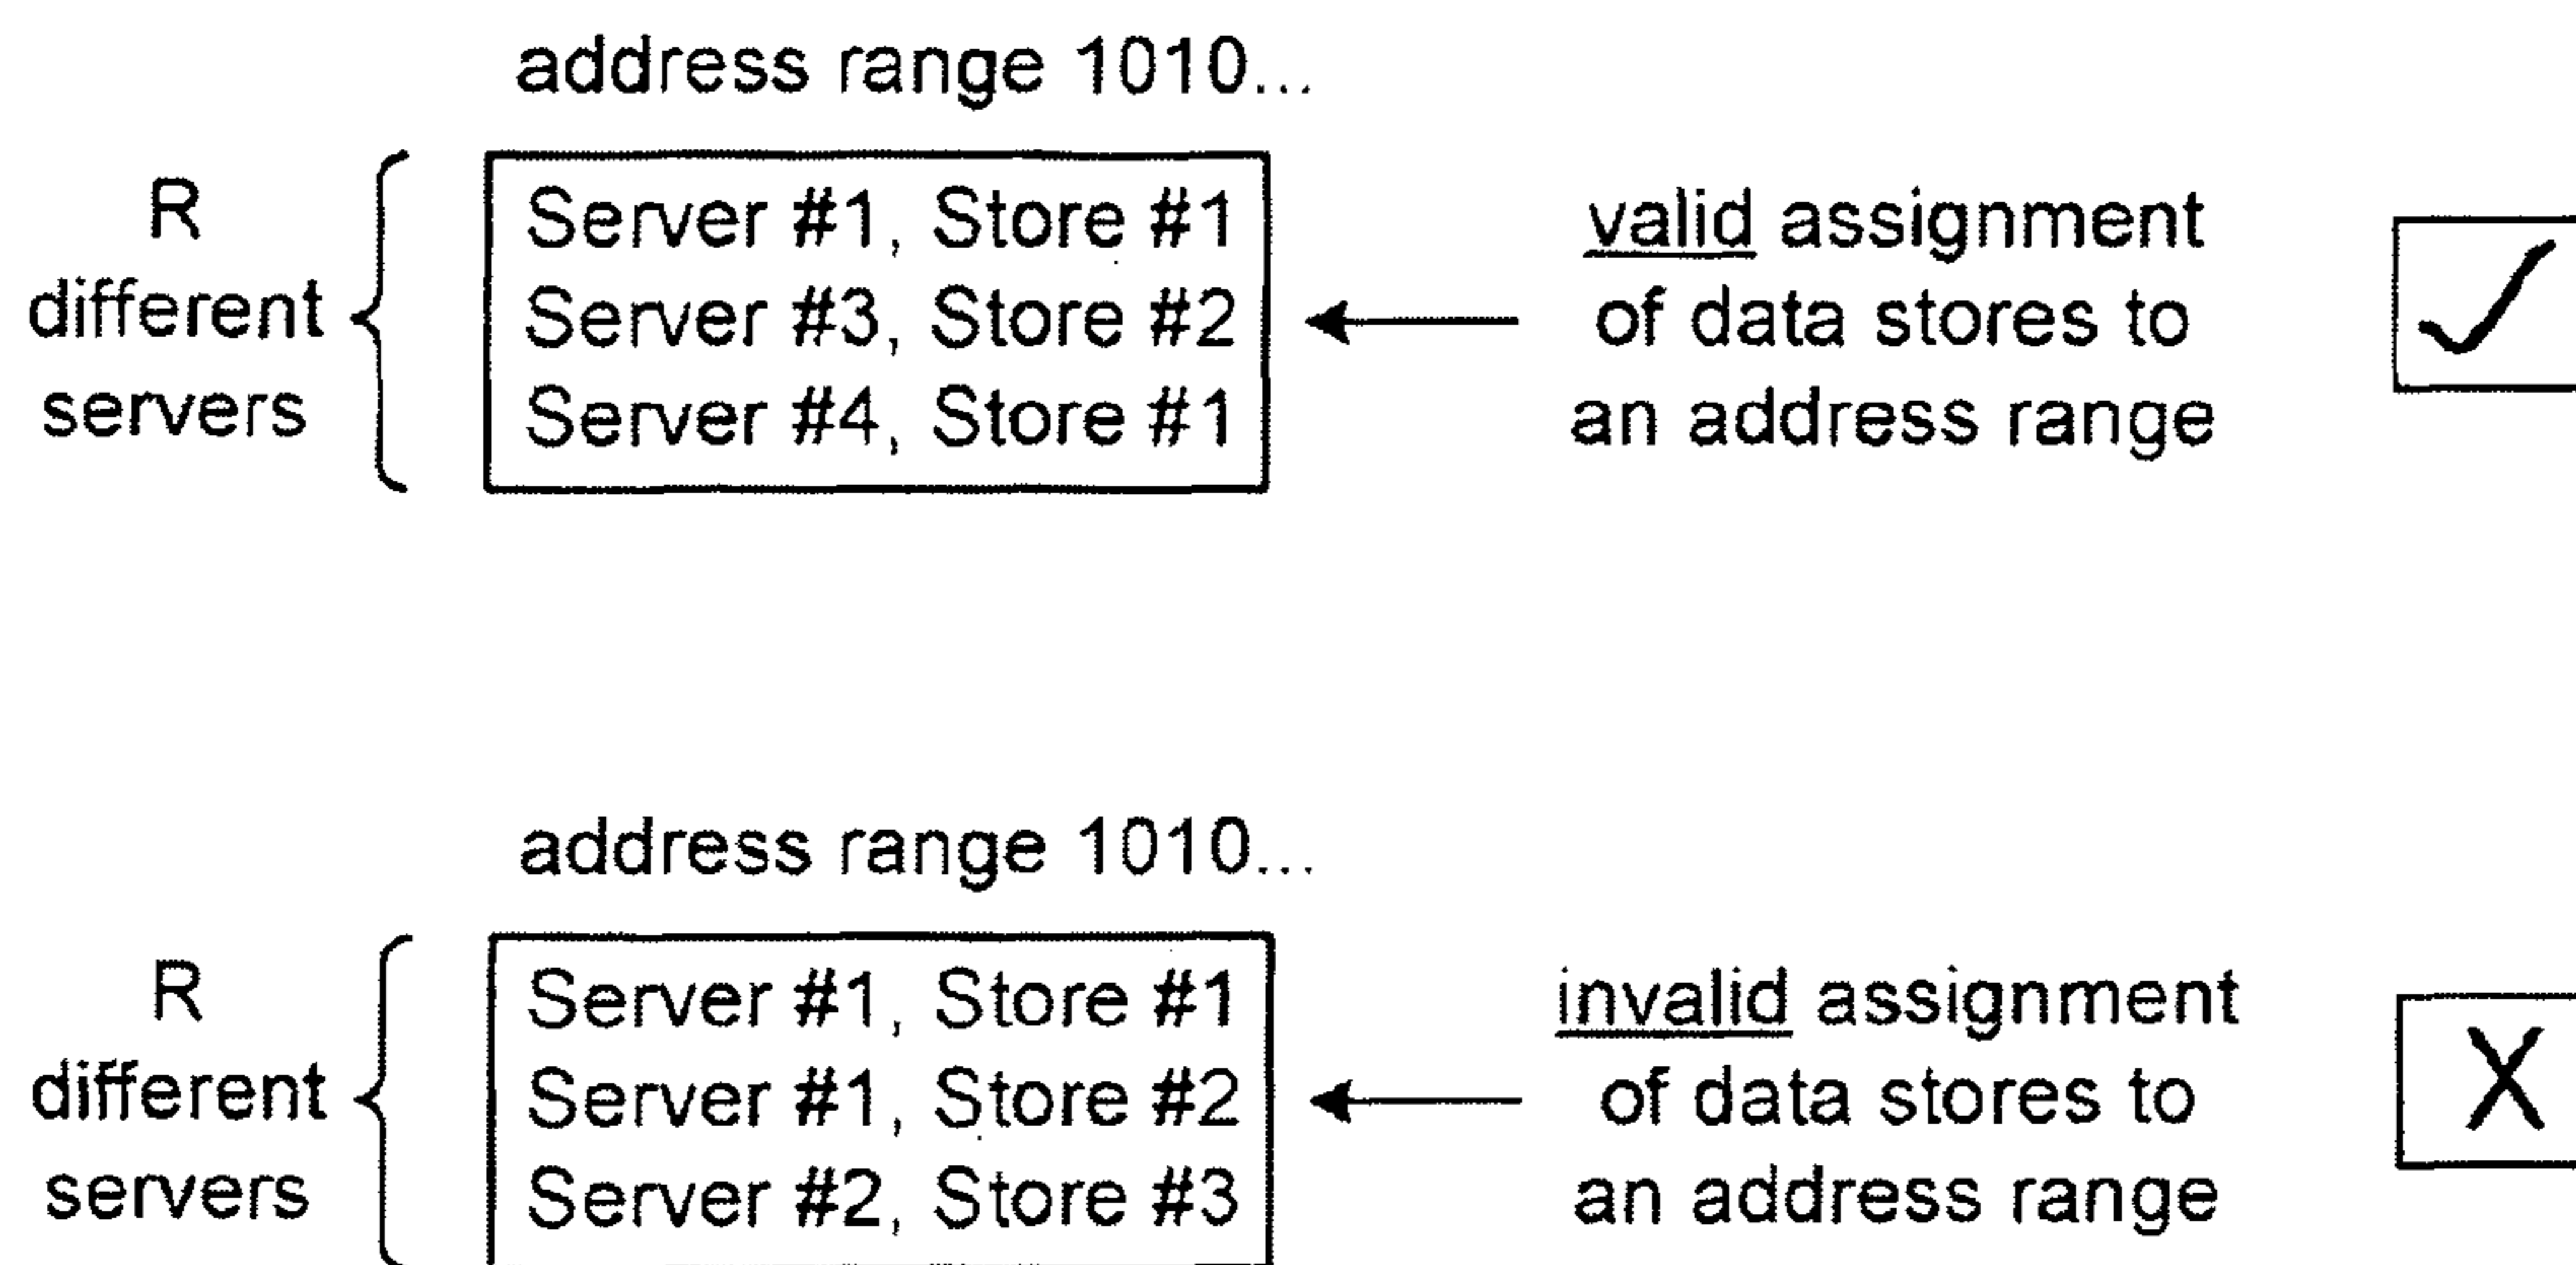 address range 1010...
R
different
servers
Server #1, Store #1
Server #3, Store #2
Server #4, Store #1
valid assignment
of data stores to
an address range
address range 1010...
R
different
servers
Server #1, Store #1
Server #1, Store #2
Server #2, Store #3
invalid assignment
of data stores to
an address range
X